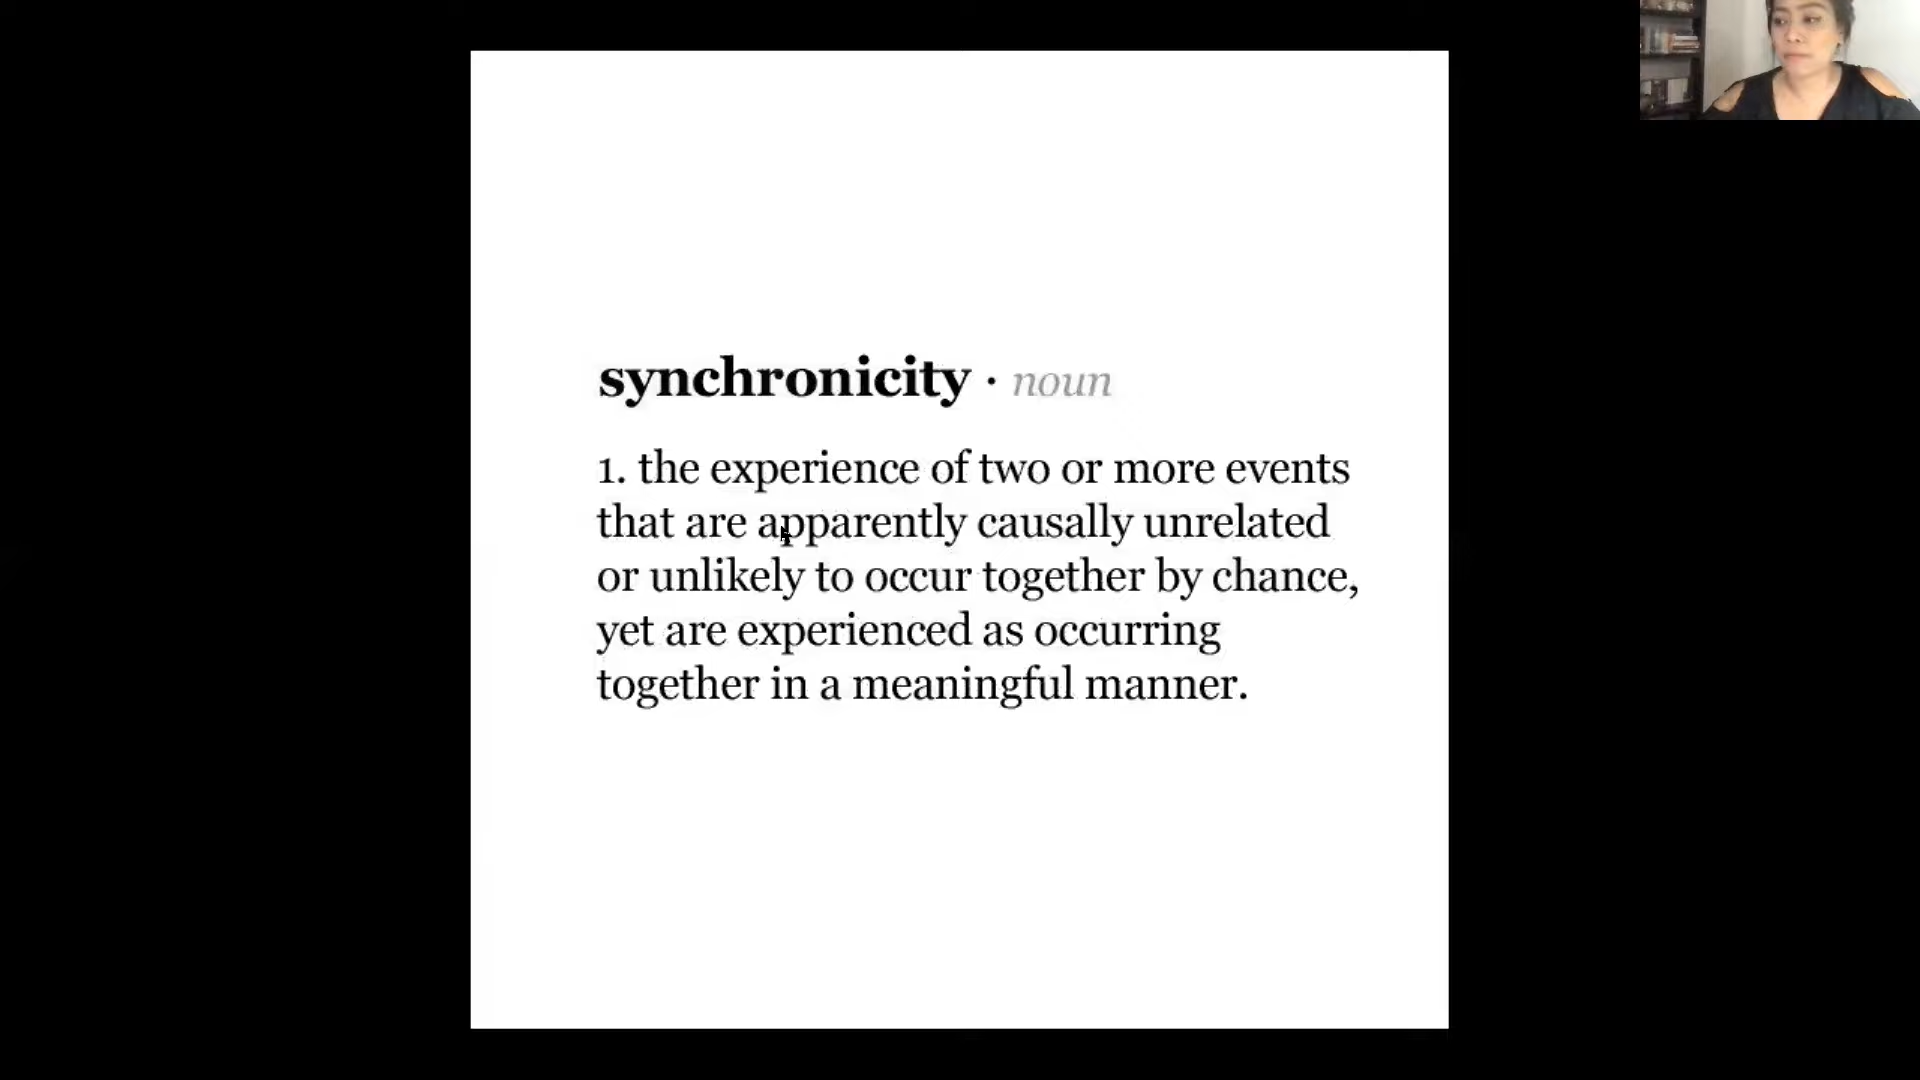 synchronicity · noun
1. the experience of two or more events
that are apparently causally unrelated
or unlikely to occur together by chance,
yet are experienced as occurring
together in a meaningful manner.